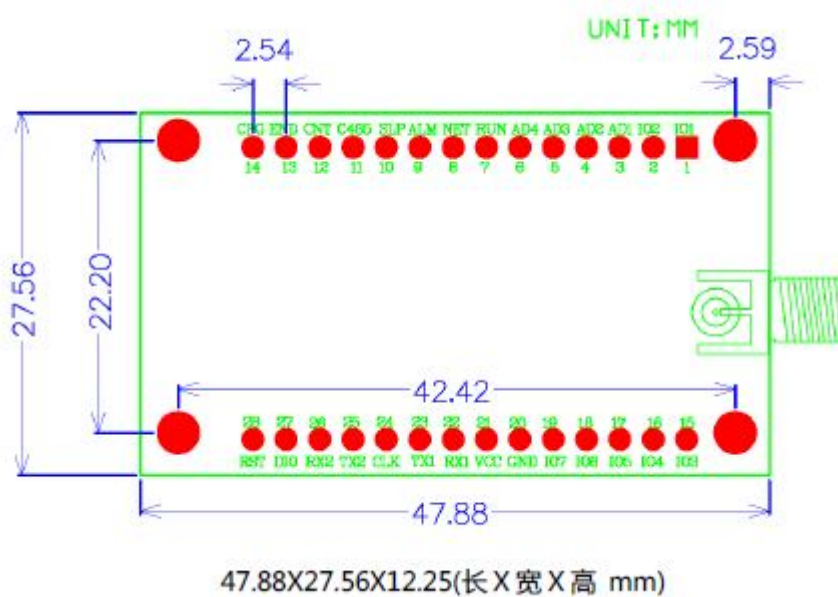 UNIT:MM
2.54
2.59
CFG END CNT C485 SLP ALM NET RUN AD4 AD3 AD2 AD1 IO2 IO1
14 13 12 11 10 9 8 7 6 5 4 3 2 1
27.56
22.20
42.42
28 27 26 25 24 23 22 21 20 19 18 17 16 15
RST DIO RX2 TX2 CLK TX1 RX1 VCC GND IO7 IO6 IO5 IO4 IO3
47.88
47.88X27.56X12.25(长X宽X高 mm)